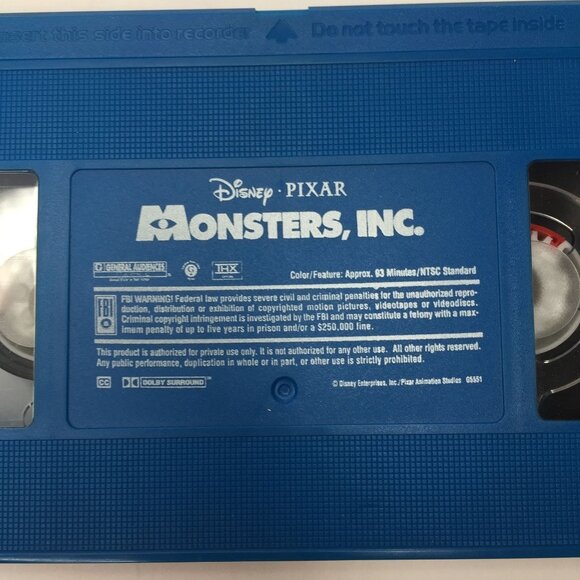 insert this side into recorder Do not touch the tape inside
Disney · PIXAR
MONSTERS, INC.
G GENERAL AUDIENCES THX Color/Feature: Approx. 93 Minutes/NTSC Standard
FBI WARNING! Federal law provides severe civil and criminal penalties for the unauthorized repro-
duction, distribution or exhibition of copyrighted motion pictures, videotapes or videodiscs.
Criminal copyright infringement is investigated by the FBI and may constitute a felony with a max-
imum penalty of up to five years in prison and/or a $250,000 fine.
FBI
This product is authorized for private use only. It is not authorized for any other use. All other rights reserved.
Any public performance, duplication in whole or in part, or other use is strictly prohibited.
CC DOLBY SURROUND © Disney Enterprises, Inc./Pixar Animation Studios G5551